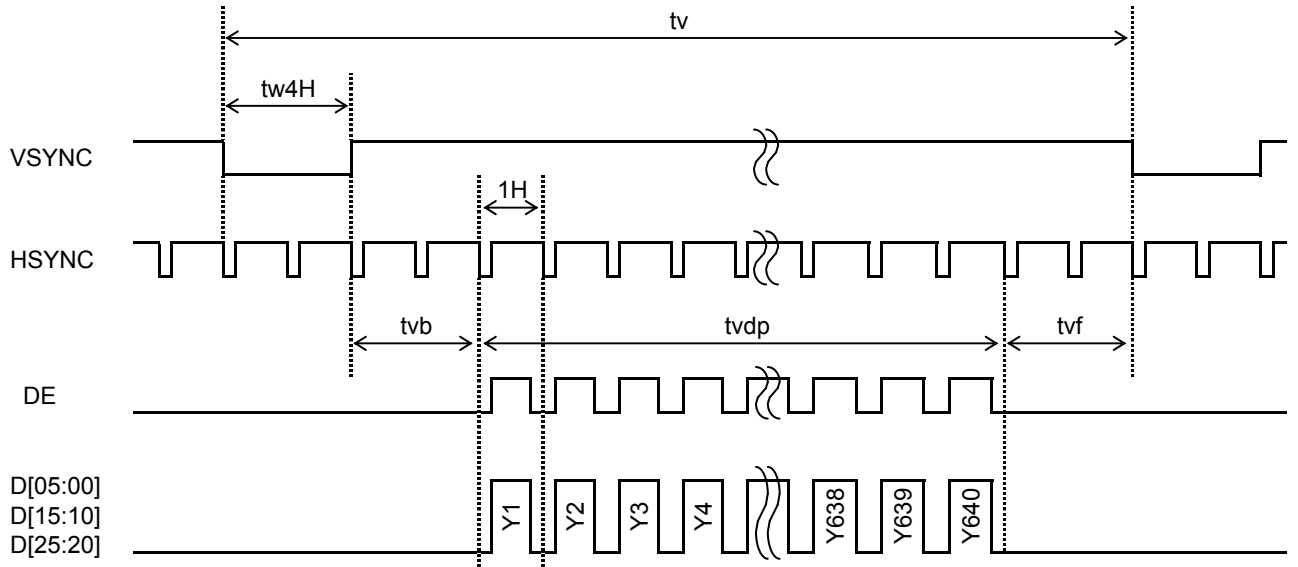 tv
tw4H
VSYNC
1H
HSYNC
tvb
tvdp
tvf
DE
D[05:00]
D[15:10]
D[25:20]
Y1
Y2
Y3
Y4
Y638
Y639
Y640